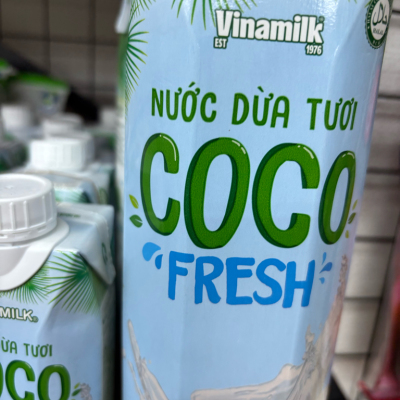 Vinamilk
EST 1976
NƯỚC DỪA TƯƠI
COCO
FRESH
MILK
ỪA TƯƠI
OCO